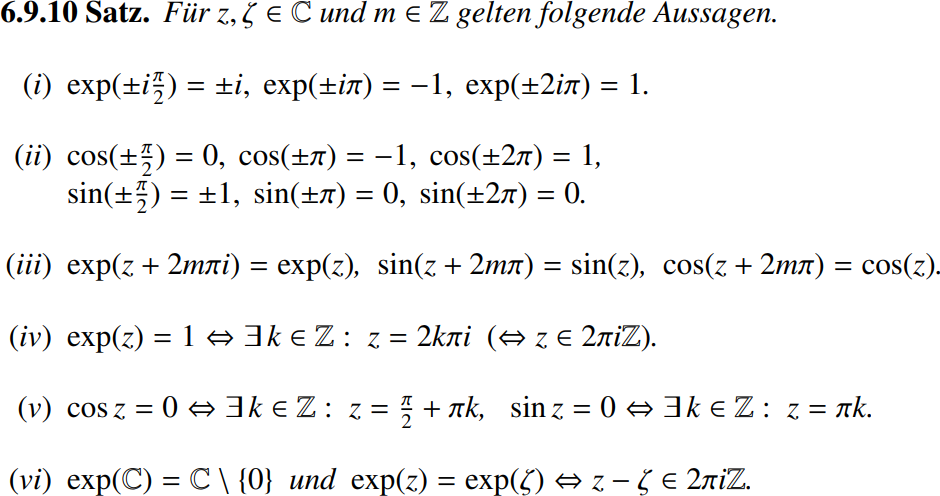 6.9.10 Satz. Für z, ζ ∈ ℂ und m ∈ ℤ gelten folgende Aussagen.
(i) exp(±i π/2) = ±i, exp(±iπ) = −1, exp(±2iπ) = 1.
(ii) cos(±π/2) = 0, cos(±π) = −1, cos(±2π) = 1,
sin(±π/2) = ±1, sin(±π) = 0, sin(±2π) = 0.
(iii) exp(z + 2mπi) = exp(z), sin(z + 2mπ) = sin(z), cos(z + 2mπ) = cos(z).
(iv) exp(z) = 1 ⇔ ∃k ∈ ℤ : z = 2kπi (⇔ z ∈ 2πiℤ).
(v) cos z = 0 ⇔ ∃k ∈ ℤ : z = π/2 + πk, sin z = 0 ⇔ ∃k ∈ ℤ : z = πk.
(vi) exp(ℂ) = ℂ \ {0} und exp(z) = exp(ζ) ⇔ z − ζ ∈ 2πiℤ.